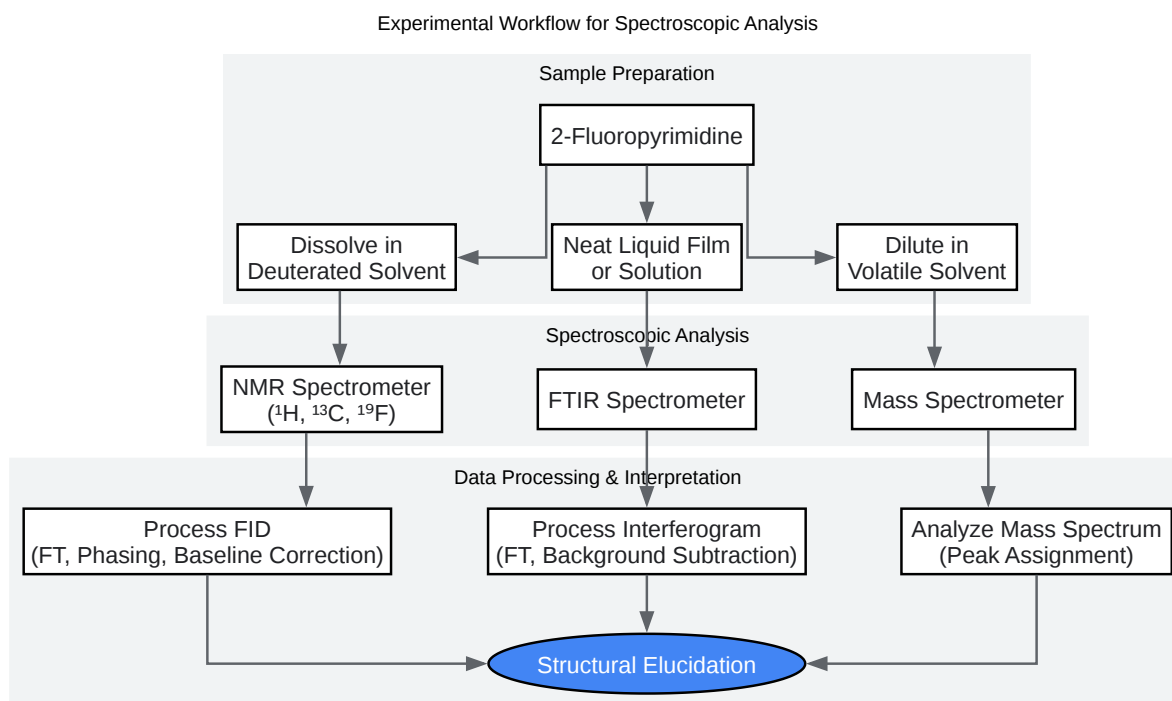 Experimental Workflow for Spectroscopic Analysis
Sample Preparation
2-Fluoropyrimidine
Dissolve in
Deuterated Solvent
Neat Liquid Film
or Solution
Dilute in
Volatile Solvent
Spectroscopic Analysis
NMR Spectrometer
(¹H, ¹³C, ¹⁹F)
FTIR Spectrometer
Mass Spectrometer
Data Processing & Interpretation
Process FID
(FT, Phasing, Baseline Correction)
Process Interferogram
(FT, Background Subtraction)
Analyze Mass Spectrum
(Peak Assignment)
Structural Elucidation